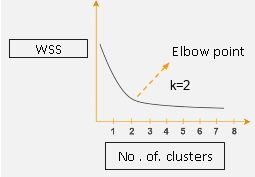 WSS
Elbow point
k=2
1 2 3 4 5 6 7 8
No . of. clusters